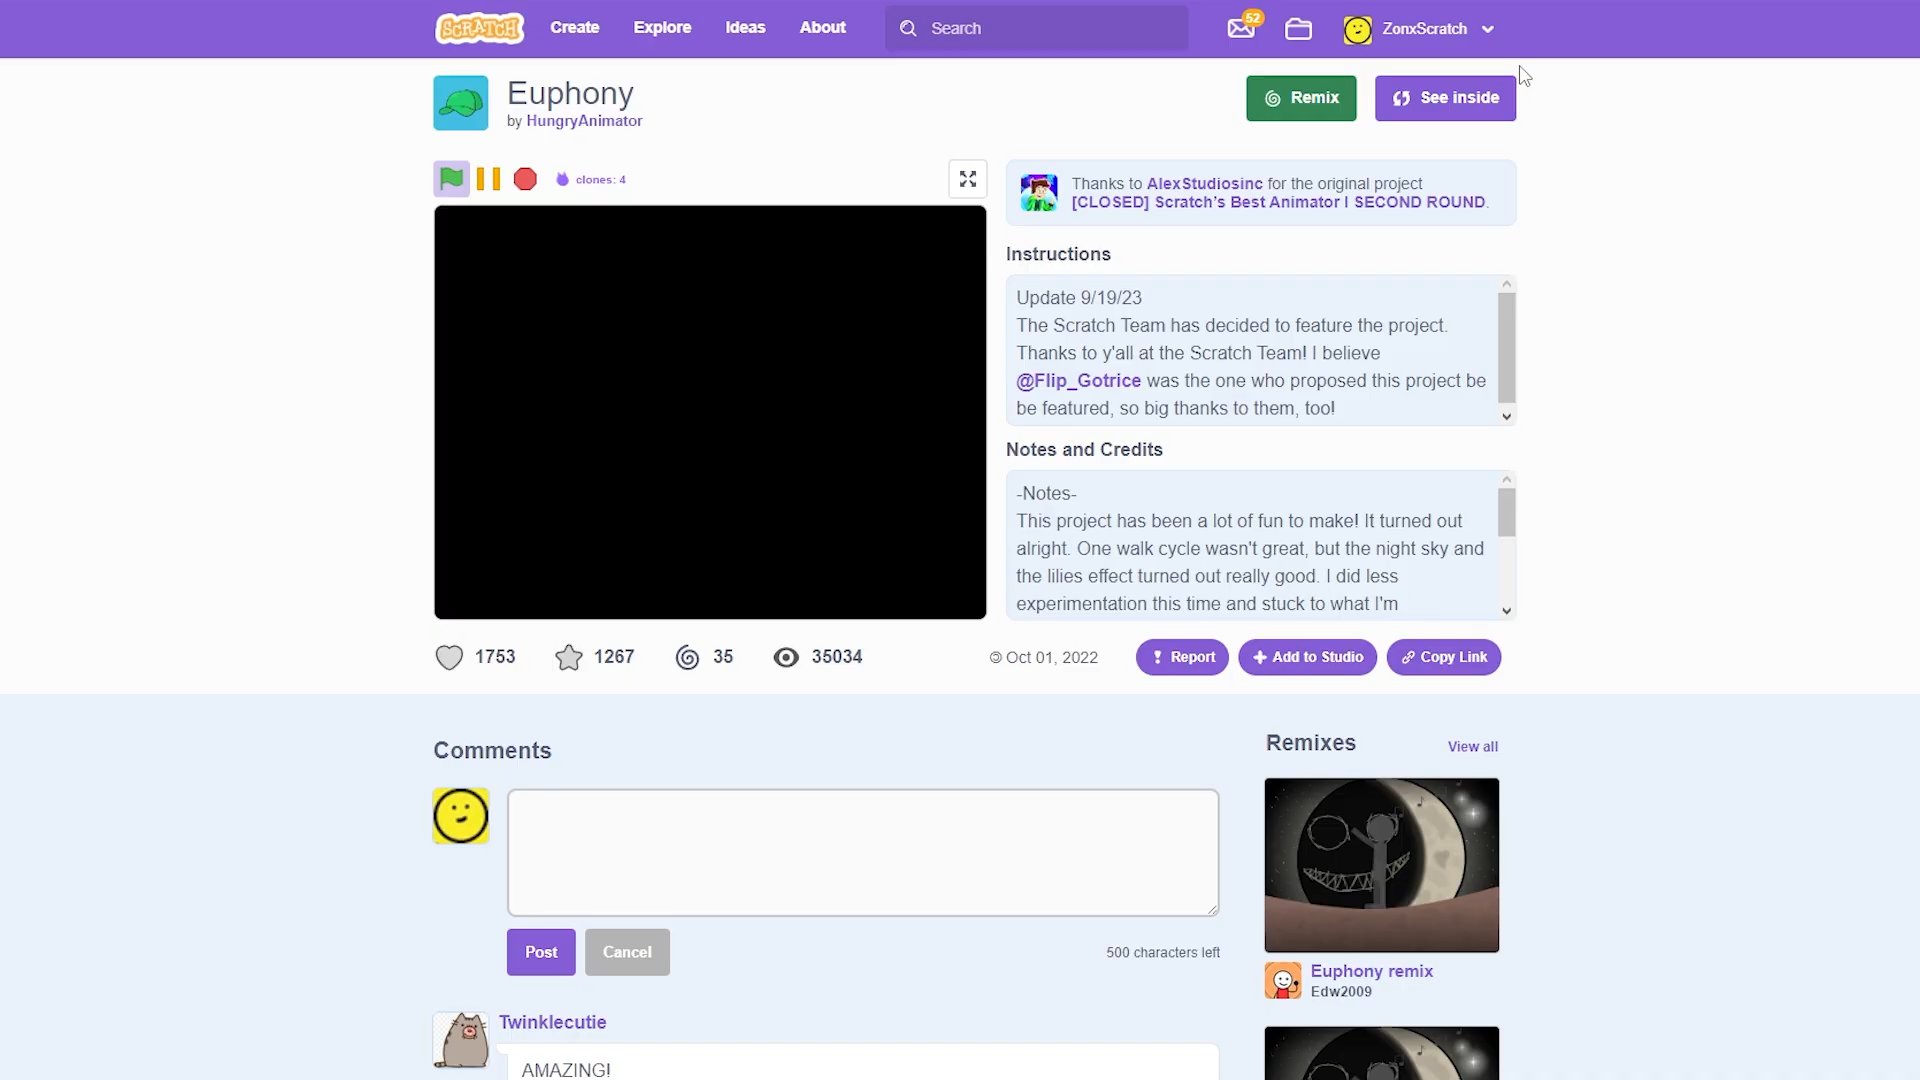 SCRATCH Create Explore Ideas About Search 52 ZonxScratch
Euphony
by HungryAnimator
Remix See inside
clones: 4
Thanks to AlexStudiosinc for the original project
[CLOSED] Scratch's Best Animator I SECOND ROUND.
Instructions
Update 9/19/23
The Scratch Team has decided to feature the project.
Thanks to y'all at the Scratch Team! I believe
@Flip_Gotrice was the one who proposed this project be
be featured, so big thanks to them, too!
Notes and Credits
-Notes-
This project has been a lot of fun to make! It turned out
alright. One walk cycle wasn't great, but the night sky and
the lilies effect turned out really good. I did less
experimentation this time and stuck to what I'm
1753 1267 35 35034 © Oct 01, 2022 Report Add to Studio Copy Link
Comments
Post Cancel 500 characters left
Twinklecutie
AMAZING!
Remixes View all
Euphony remix
Edw2009